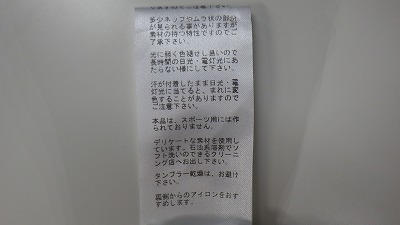 多少ネップやムラ状の部分
が見られる事がありますが
素材の持つ特性ですのでご
了承下さい。
光に弱く色褪せし易いので
長時間の日光・電灯光にあ
たらない様にして下さい。
汗が付着したまま日光・電
灯光に当てると、まれに変
色することがありますので
ご注意下さい。
本品は、スポーツ用には作
られておりません。
デリケートな素材を使用し
ています。石油系溶剤でソ
フト洗いのできるクリーニ
ング店へお出し下さい。
タンブラー乾燥は、お避け
下さい。
裏側からのアイロンをおす
すめします。